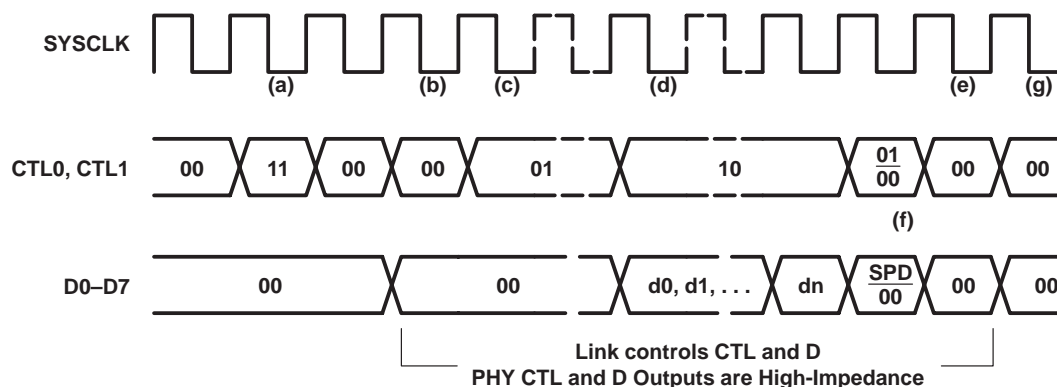 SYSCLK
(a) (b) (c) (d) (e) (g)
CTL0, CTL1 00 11 00 00 01 10 01 00 00
00
(f)
D0–D7 00 00 d0, d1, . . . dn SPD 00 00
00
Link controls CTL and D
PHY CTL and D Outputs are High-Impedance